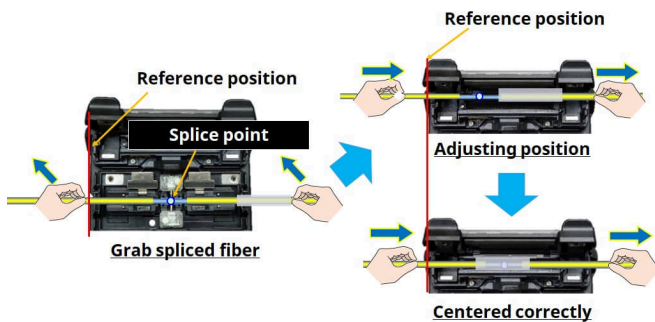 Reference position
Splice point
Grab spliced fiber
Reference position
Adjusting position
Centered correctly